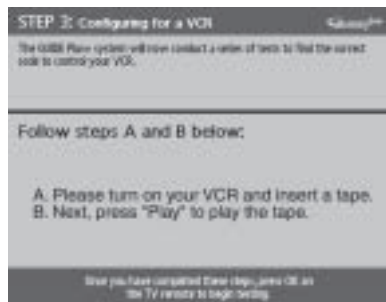 STEP 3: Configuring for a VCR
The GUIDE Plus+ system will now conduct a series of tests to find the correct
code to control your VCR.
Follow steps A and B below:
A. Please turn on your VCR and insert a tape.
B. Next, press "Play" to play the tape.
Once you have completed these steps, press OK on
the TV remote to begin testing.